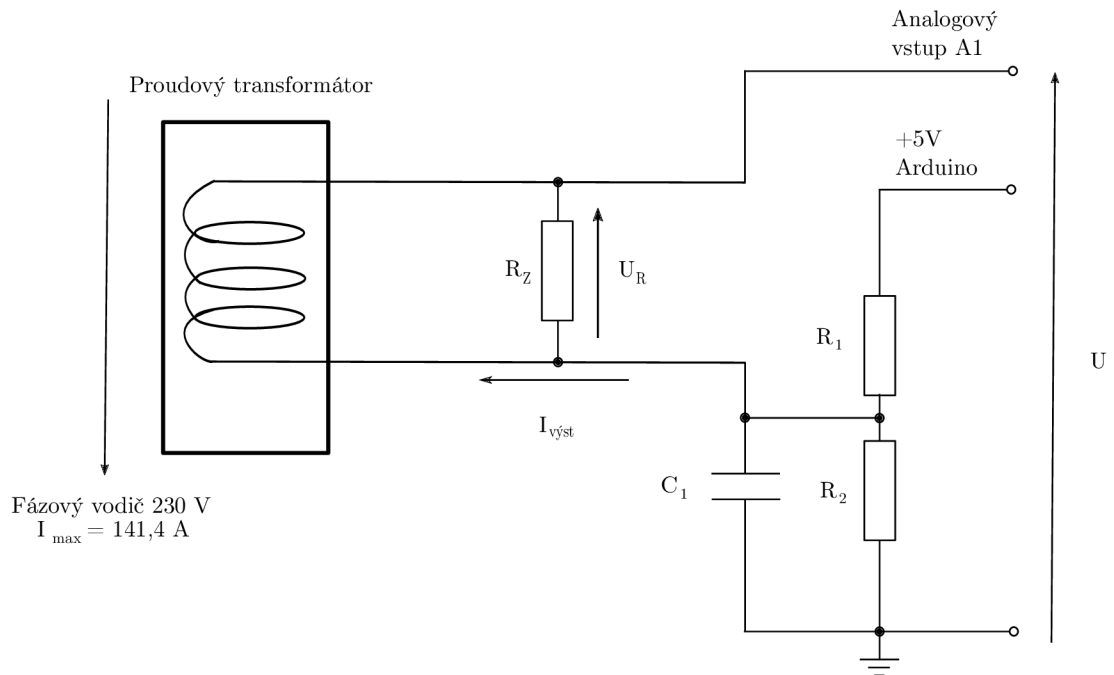 Analogový
vstup A1
Proudový transformátor
+5V
Arduino
R_Z
U_R
R_1
U
I_výst
C_1
R_2
Fázový vodič 230 V
I_max = 141,4 A